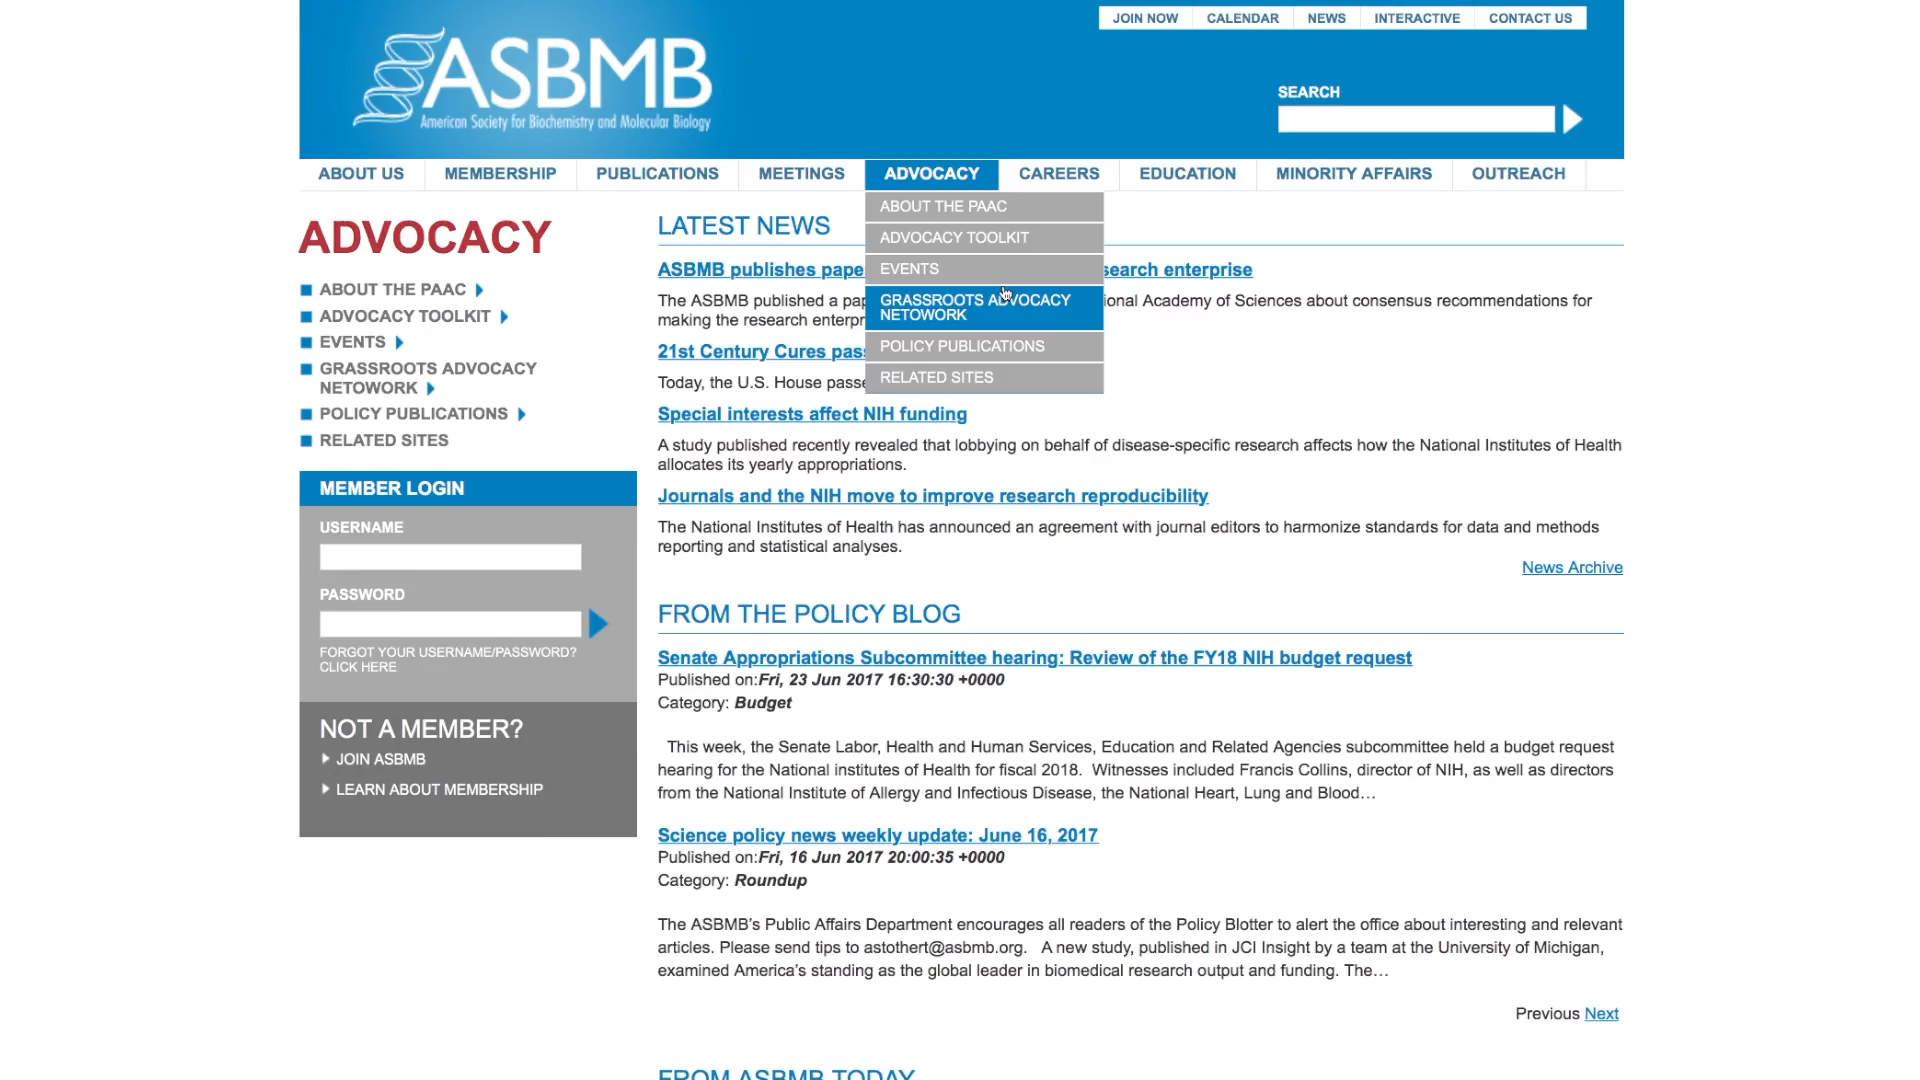 JOIN NOW CALENDAR NEWS INTERACTIVE CONTACT US
ASBMB
American Society for Biochemistry and Molecular Biology
SEARCH
ABOUT US MEMBERSHIP PUBLICATIONS MEETINGS ADVOCACY CAREERS EDUCATION MINORITY AFFAIRS OUTREACH
ABOUT THE PAAC
ADVOCACY TOOLKIT
EVENTS
GRASSROOTS ADVOCACY
NETOWORK
POLICY PUBLICATIONS
RELATED SITES
ADVOCACY
ABOUT THE PAAC
ADVOCACY TOOLKIT
EVENTS
GRASSROOTS ADVOCACY
NETOWORK
POLICY PUBLICATIONS
RELATED SITES
MEMBER LOGIN
USERNAME
PASSWORD
FORGOT YOUR USERNAME/PASSWORD?
CLICK HERE
NOT A MEMBER?
JOIN ASBMB
LEARN ABOUT MEMBERSHIP
LATEST NEWS
ASBMB publishes enterprise
The ASBMB published a Academy of Sciences about consensus recommendations for
making the research
21st Century Cures
Today, the U.S. House
Special interests affect NIH funding
A study published recently revealed that lobbying on behalf of disease-specific research affects how the National Institutes of Health
allocates its yearly appropriations.
Journals and the NIH move to improve research reproducibility
The National Institutes of Health has announced an agreement with journal editors to harmonize standards for data and methods
reporting and statistical analyses.
News Archive
FROM THE POLICY BLOG
Senate Appropriations Subcommittee hearing: Review of the FY18 NIH budget request
Published on:Fri, 23 Jun 2017 16:30:30 +0000
Category: Budget
This week, the Senate Labor, Health and Human Services, Education and Related Agencies subcommittee held a budget request
hearing for the National institutes of Health for fiscal 2018. Witnesses included Francis Collins, director of NIH, as well as directors
from the National Institute of Allergy and Infectious Disease, the National Heart, Lung and Blood…
Science policy news weekly update: June 16, 2017
Published on:Fri, 16 Jun 2017 20:00:35 +0000
Category: Roundup
The ASBMB’s Public Affairs Department encourages all readers of the Policy Blotter to alert the office about interesting and relevant
articles. Please send tips to astothert@asbmb.org. A new study, published in JCI Insight by a team at the University of Michigan,
examined America’s standing as the global leader in biomedical research output and funding. The…
Previous Next
FROM ASBMB TODAY